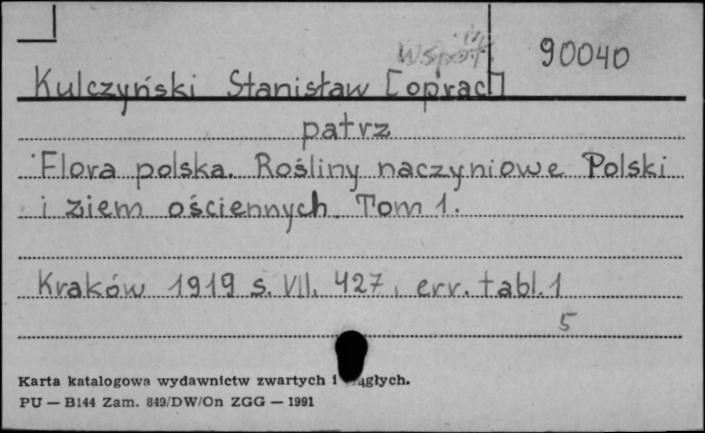 współ.
90040
Kulczyński Stanisław [oprac.]
patrz
Flora polska. Rośliny naczyniowe Polski
i ziem ościennych. Tom 1.
Kraków 1919 s. VII, 427, err. tabl. 1
5
Karta katalogowa wydawnictw zwartych i
PU — B144 Zam. 849/DW/On ZGG — 1991